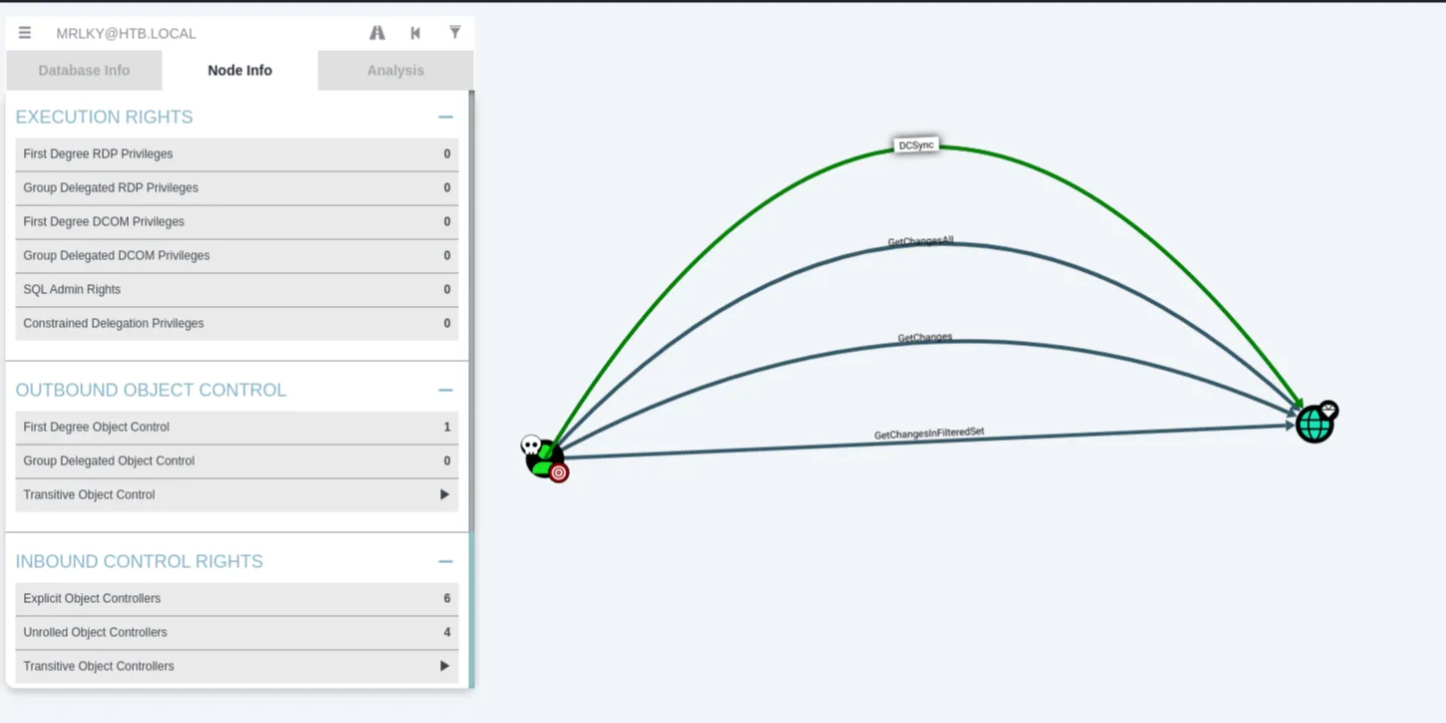 MRLKY@HTB.LOCAL
Database Info Node Info Analysis
EXECUTION RIGHTS
First Degree RDP Privileges 0
Group Delegated RDP Privileges 0
First Degree DCOM Privileges 0
Group Delegated DCOM Privileges 0
SQL Admin Rights 0
Constrained Delegation Privileges 0
OUTBOUND OBJECT CONTROL
First Degree Object Control 1
Group Delegated Object Control 0
Transitive Object Control
INBOUND CONTROL RIGHTS
Explicit Object Controllers 6
Unrolled Object Controllers 4
Transitive Object Controllers
DCSync
GetChangesAll
GetChanges
GetChangesInFilteredSet